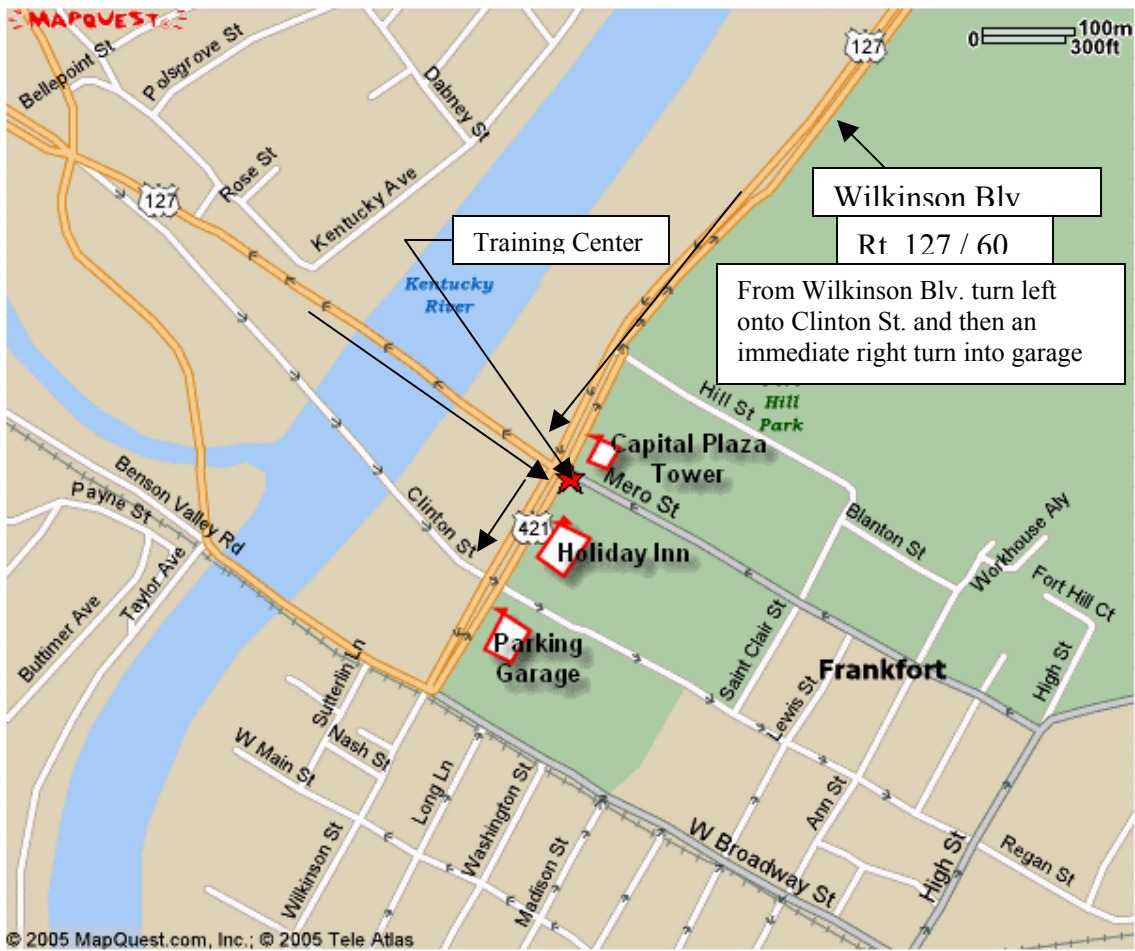 MAPQUEST
0 100m
300ft
127
Bellepoint St
Polsgrove St
Dabney St
Rose St
127
Kentucky Ave
Wilkinson Blv
Rt 127 / 60
Training Center
From Wilkinson Blv. turn left
onto Clinton St. and then an
immediate right turn into garage
Kentucky
River
Hill St
Hill
Park
Capital Plaza
Tower
Mero St
Benson Valley Rd
Payne St
Clinton St
421
Holiday Inn
Blanton St
Workhouse Aly
Fort Hill Ct
Taylor Ave
Buttimer Ave
Parking
Garage
Saint Clair St
Lewis St
Frankfort
High St
Sutterlin Ln
Nash St
W Main St
Long Ln
Washington St
Wilkinson St
Madison St
W Broadway St
Ann St
High St
Regan St
© 2005 MapQuest.com, Inc.; © 2005 Tele Atlas